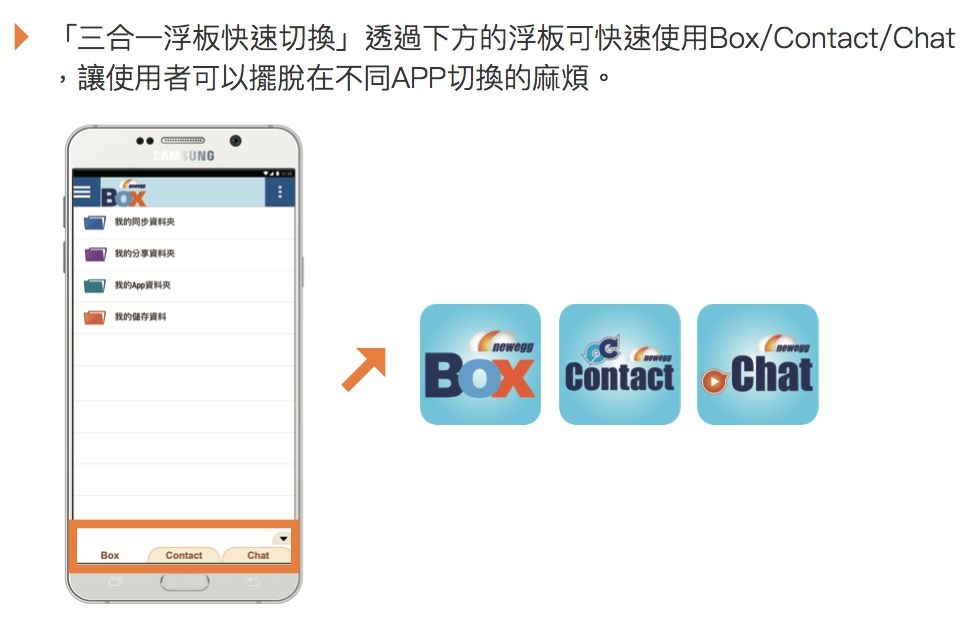 「三合一浮板快速切換」透過下方的浮板可快速使用Box/Contact/Chat
，讓使用者可以擺脫在不同APP切換的麻煩。
SAMSUNG
newegg
BOX
我的同步資料夾
我的分享資料夾
我的App資料夾
我的儲存資料
Box Contact Chat
newegg
Box
newegg
Contact
newegg
Chat